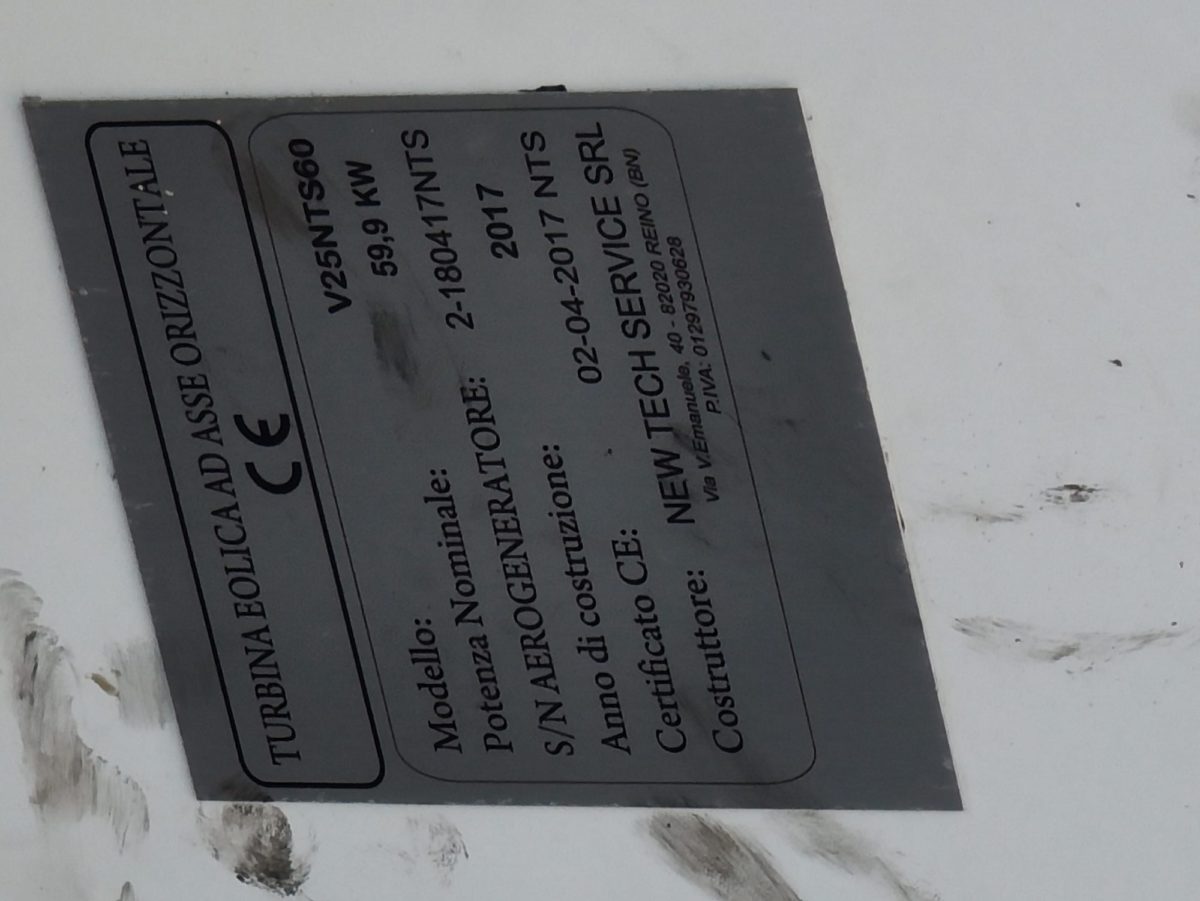 TURBINA EOLICA AD ASSE ORIZZONTALE
CE
Modello: V25NTS60
Potenza Nominale: 59,9 KW
S/N AEROGENERATORE: 2-180417NTS
Anno di costruzione: 2017
Certificato CE: 02-04-2017 NTS
Costruttore: NEW TECH SERVICE SRL
Via V.Emanuele, 40 - 82020 REINO (BN)
P.IVA: 01297930628